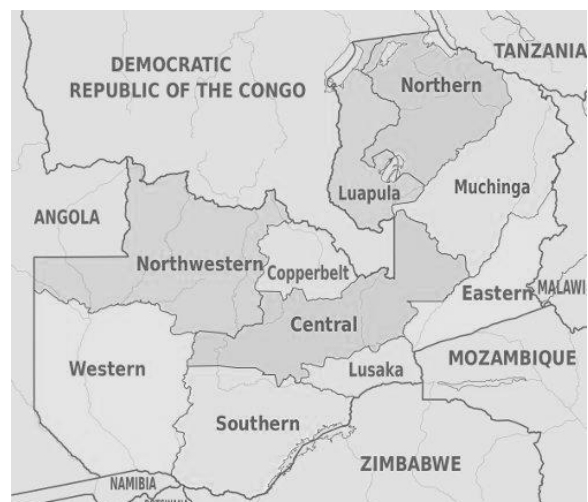 TANZANIA
DEMOCRATIC
REPUBLIC OF THE CONGO
Northern
Luapula
Muchinga
ANGOLA
Northwestern
Copperbelt
Eastern
MALAWI
Central
Western
Lusaka
MOZAMBIQUE
Southern
ZIMBABWE
NAMIBIA